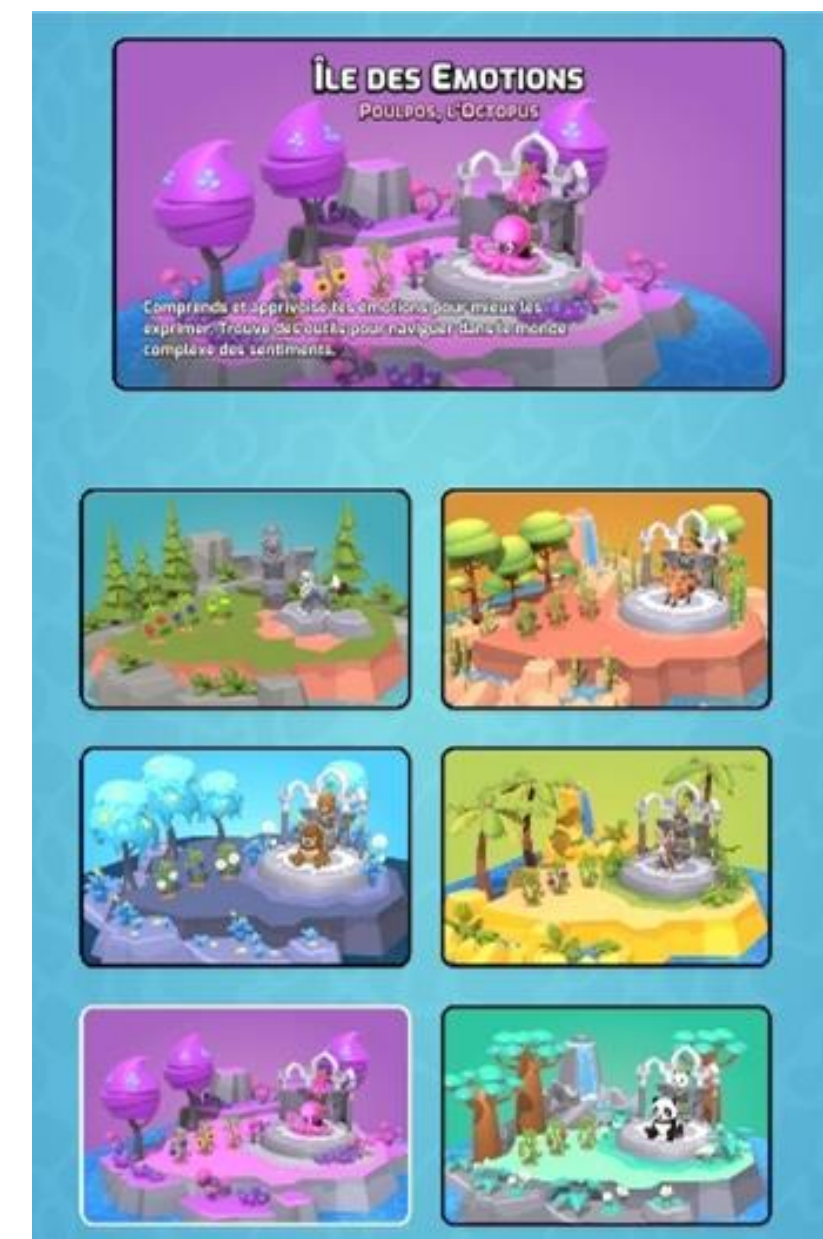 ÎLE DES EMOTIONS
POULPOS, L'OCTOPUS
Comprends et apprivoise tes émotions pour mieux les
exprimer. Trouve des outils pour naviguer dans le monde
complexe des sentiments.